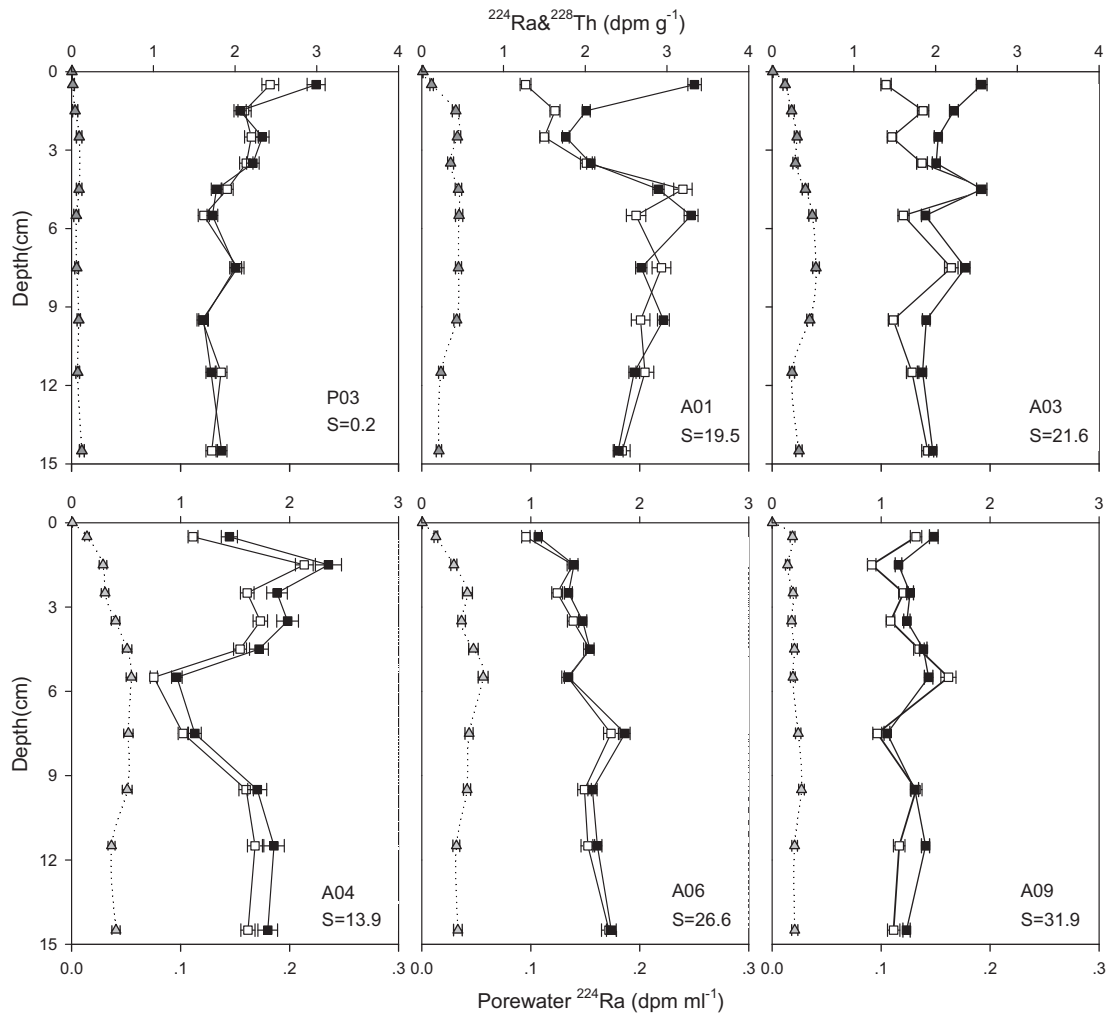 ²²⁴Ra&²²⁸Th (dpm g⁻¹)
0 1 2 3 4 0 1 2 3 4 0 1 2 3 4
0
3
6
9
12
15
Depth(cm)
P03
S=0.2
A01
S=19.5
A03
S=21.6
0 1 2 3 0 1 2 3 0 1 2 3
0
3
6
9
12
15
Depth(cm)
A04
S=13.9
A06
S=26.6
A09
S=31.9
0.0 .1 .2 .3 0.0 .1 .2 .3 0.0 .1 .2 .3
Porewater ²²⁴Ra (dpm ml⁻¹)